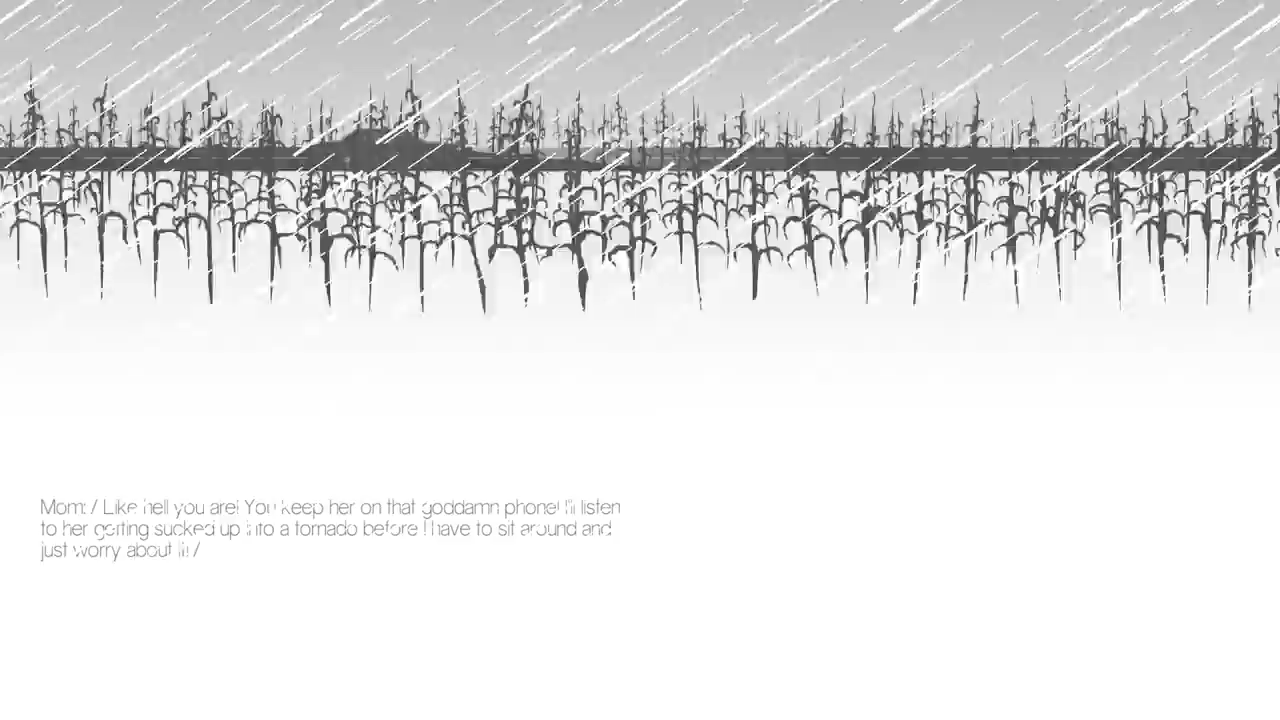 Mom: / Like hell you are! You keep her on that goddamn phone! I'll listen
to her getting sucked up into a tornado before I have to sit around and
just worry about it! /